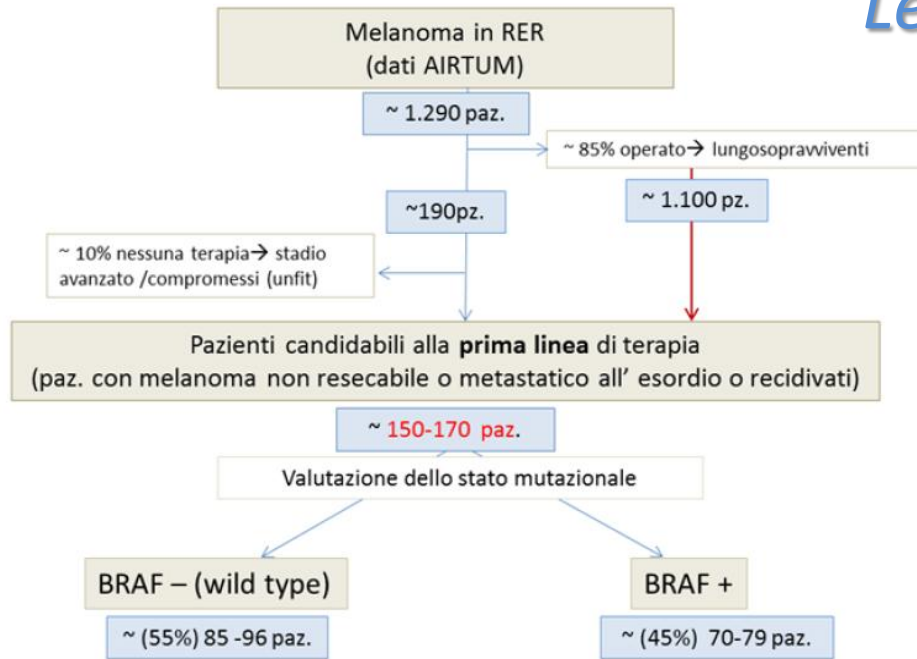 Le
Melanoma in RER
(dati AIRTUM)
~ 1.290 paz.
~ 85% operato→ lungosopravviventi
~190pz.
~ 1.100 pz.
~ 10% nessuna terapia→ stadio
avanzato /compromessi (unfit)
Pazienti candidabili alla prima linea di terapia
(paz. con melanoma non resecabile o metastatico all' esordio o recidivati)
~ 150-170 paz.
Valutazione dello stato mutazionale
BRAF – (wild type)
BRAF +
~ (55%) 85 -96 paz.
~ (45%) 70-79 paz.